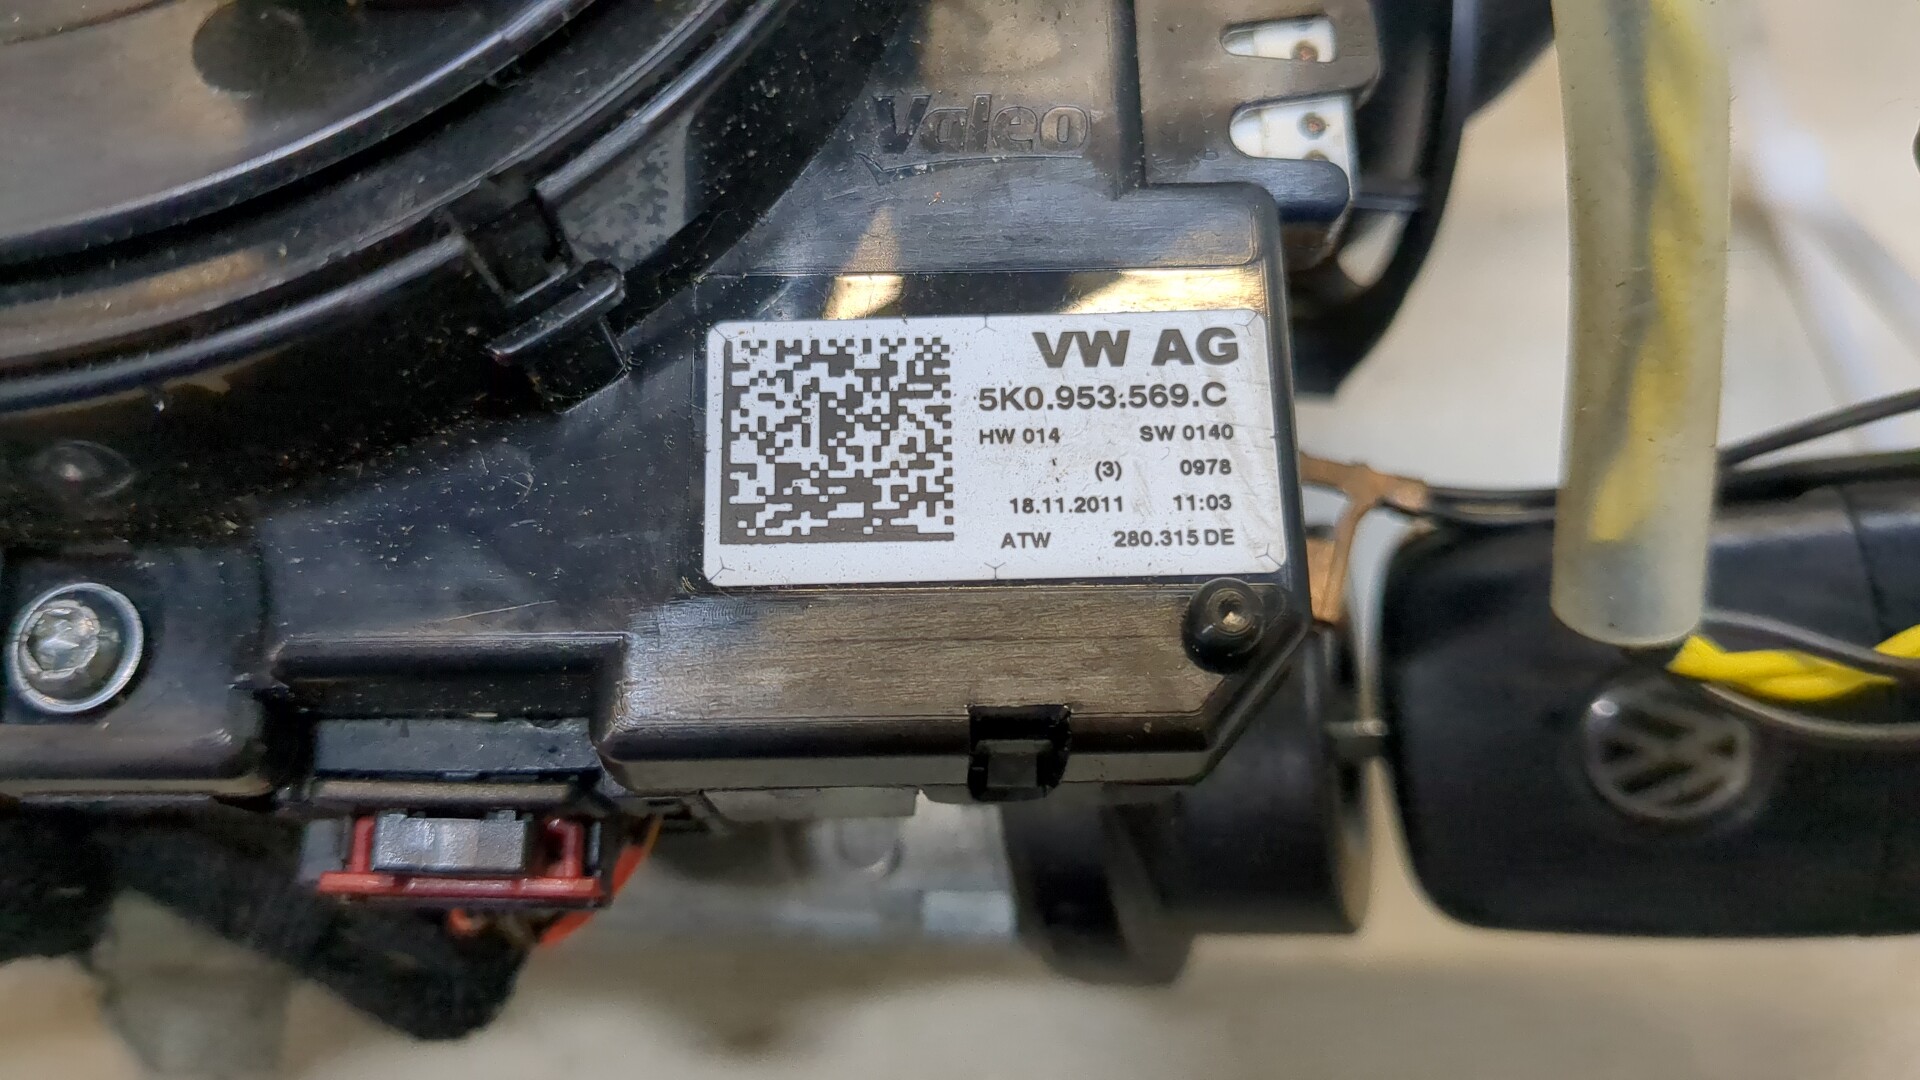 Valeo
VW AG
5K0.953.569.C
HW 014 SW 0140
(3) 0978
18.11.2011 11:03
ATW 280.315 DE